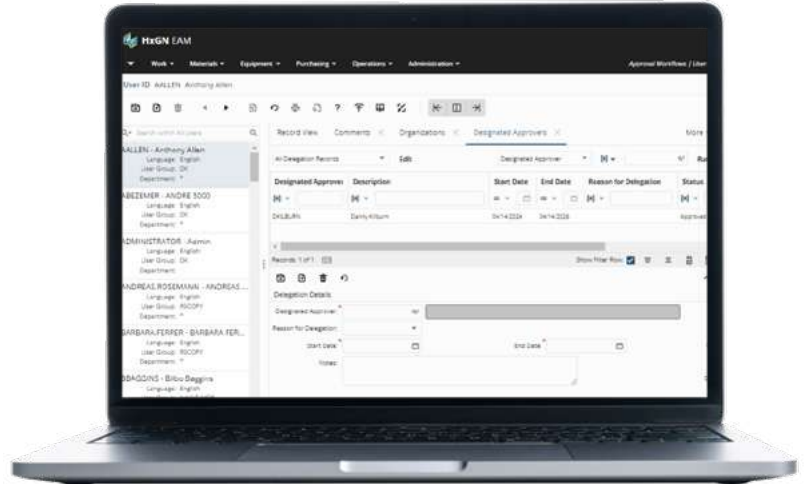 HxGN EAM
Work Materials Equipment Purchasing Operations Administration Approval Workflows / User
User ID AALLEN Anthony Allen
Record View Comments Organizations Designated Approvers More
AALLEN - Anthony Allen
Language: English
User Group: DK
Department: *
All Delegation Records Edit Designated Approver
Designated Approver Description Start Date End Date Reason for Delegation Status
DKILBURN Danny Kilburn Approved
ABEZEMER - ANDRE SOOD
Language: English
User Group: DK
Department: *
ADMINISTRATOR - Admin
Language: English
User Group: DK
Department:
Records: 1 of 1 Show Filter Row
ANDREAS.ROSEMANN - ANDREAS...
Language: English
User Group: RSCOPY
Department: *
Delegation Details
Designated Approver:
Reason for Delegation:
Start Date: End Date:
Notes:
BARBARA.FERRER - BARBARA FER...
Language: English
User Group: RSCOPY
Department: *
BBAGGINS - Bilbo Baggins
Language: English